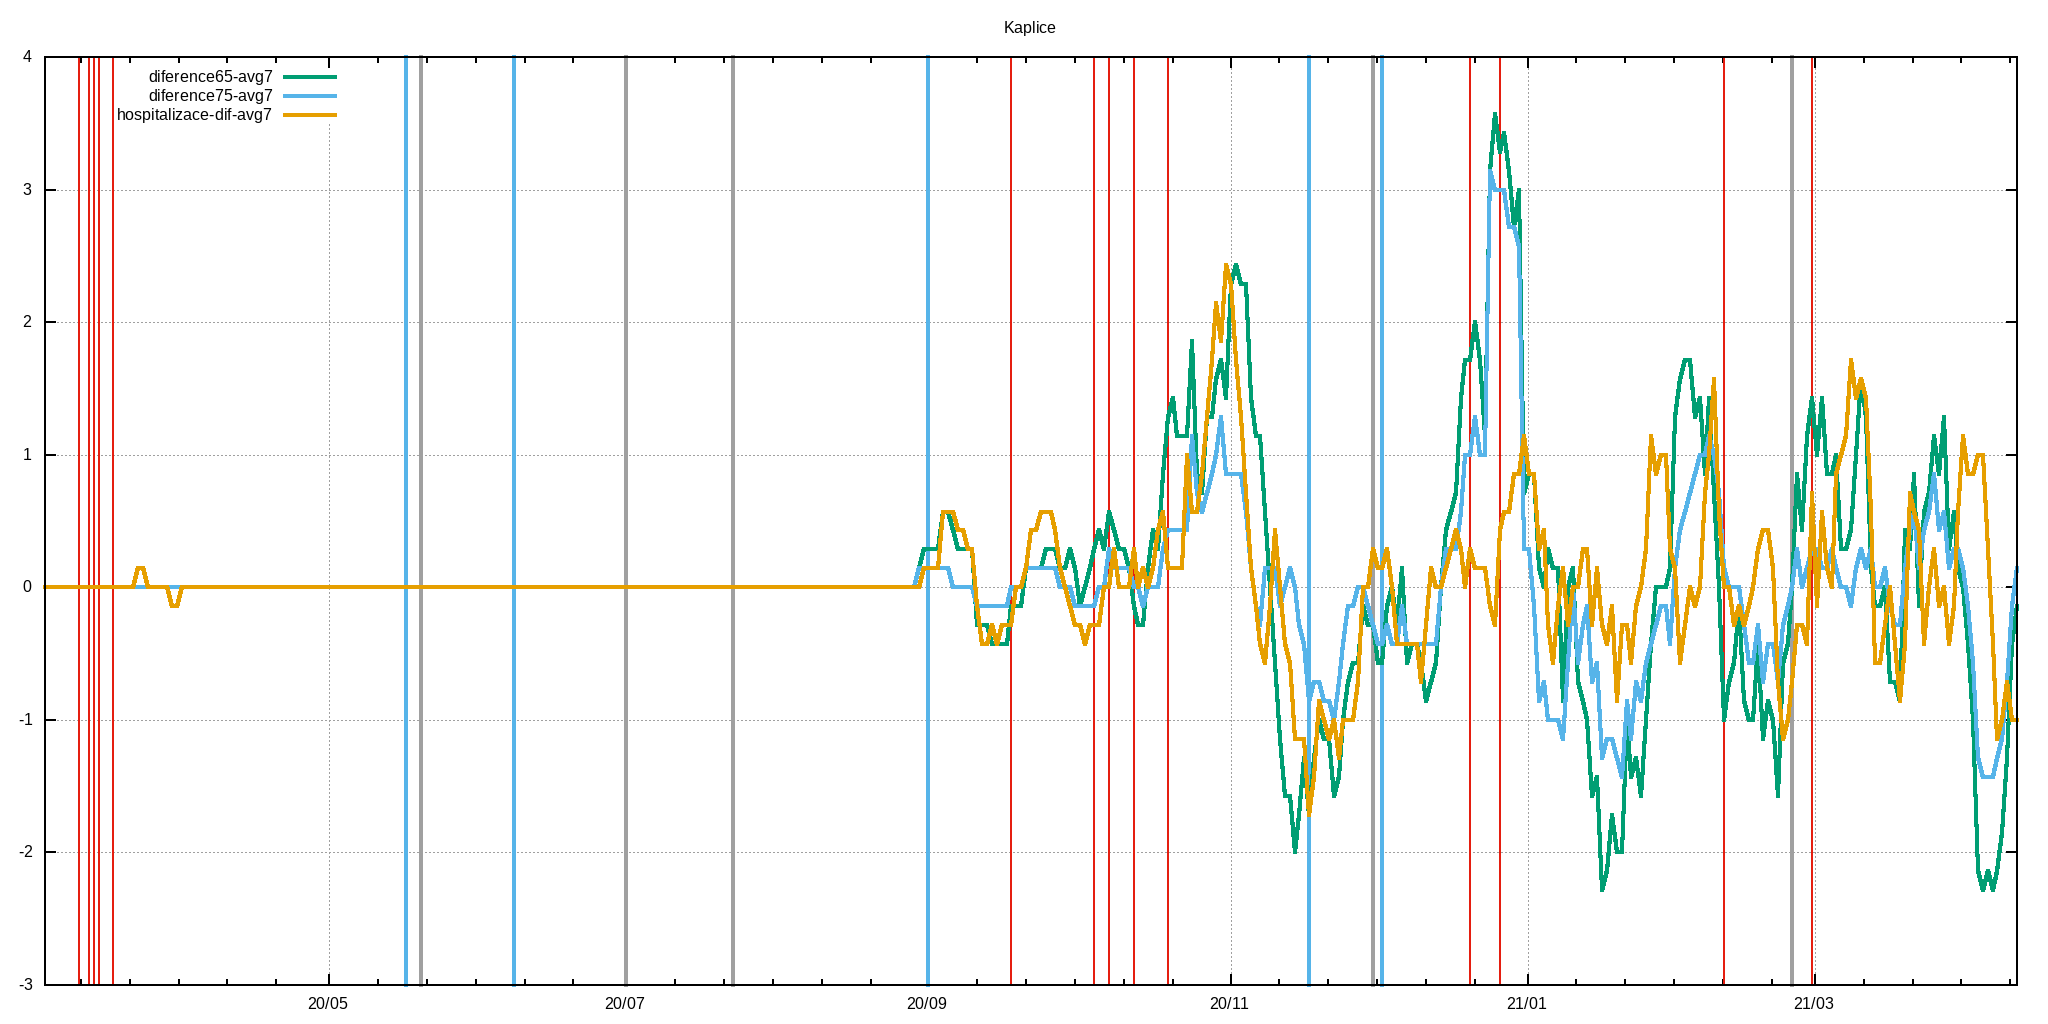 Kaplice
4
diference65-avg7
diference75-avg7
hospitalizace-dif-avg7
3
2
1
0
-1
-2
-3
20/05 20/07 20/09 20/11 21/01 21/03